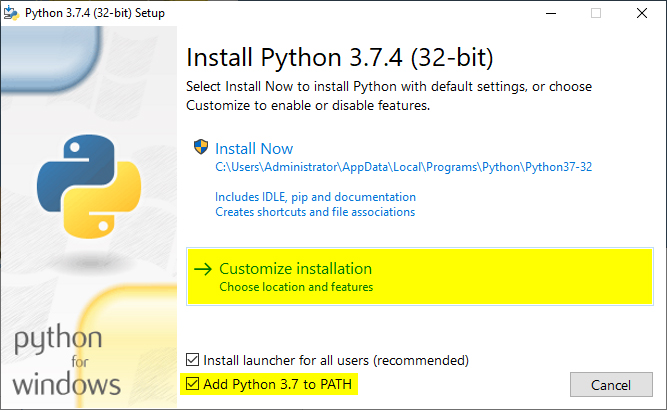 Python 3.7.4 (32-bit) Setup
Install Python 3.7.4 (32-bit)
Select Install Now to install Python with default settings, or choose
Customize to enable or disable features.
Install Now
C:\Users\Administrator\AppData\Local\Programs\Python\Python37-32
Includes IDLE, pip and documentation
Creates shortcuts and file associations
Customize installation
Choose location and features
python
for
windows
Install launcher for all users (recommended)
Add Python 3.7 to PATH
Cancel